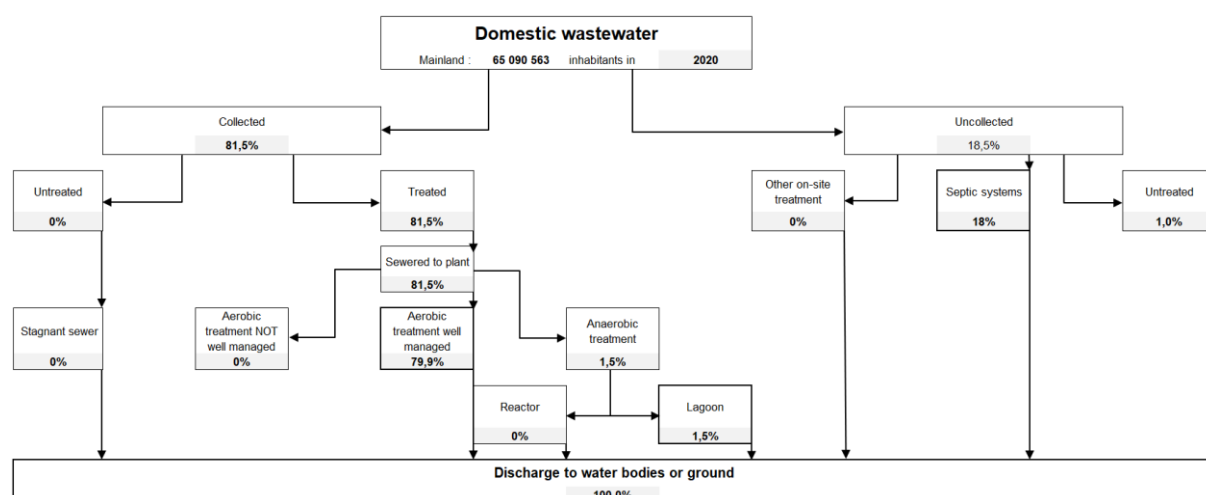 Domestic wastewater
Mainland : 65 090 563 inhabitants in 2020
Collected
81,5%
Uncollected
18,5%
Untreated
0%
Treated
81,5%
Other on-site
treatment
0%
Septic systems
18%
Untreated
1,0%
Sewered to plant
81,5%
Stagnant sewer
0%
Aerobic
treatment NOT
well managed
0%
Aerobic
treatment well
managed
79,9%
Anaerobic
treatment
1,5%
Reactor
0%
Lagoon
1,5%
Discharge to water bodies or ground
100,0%